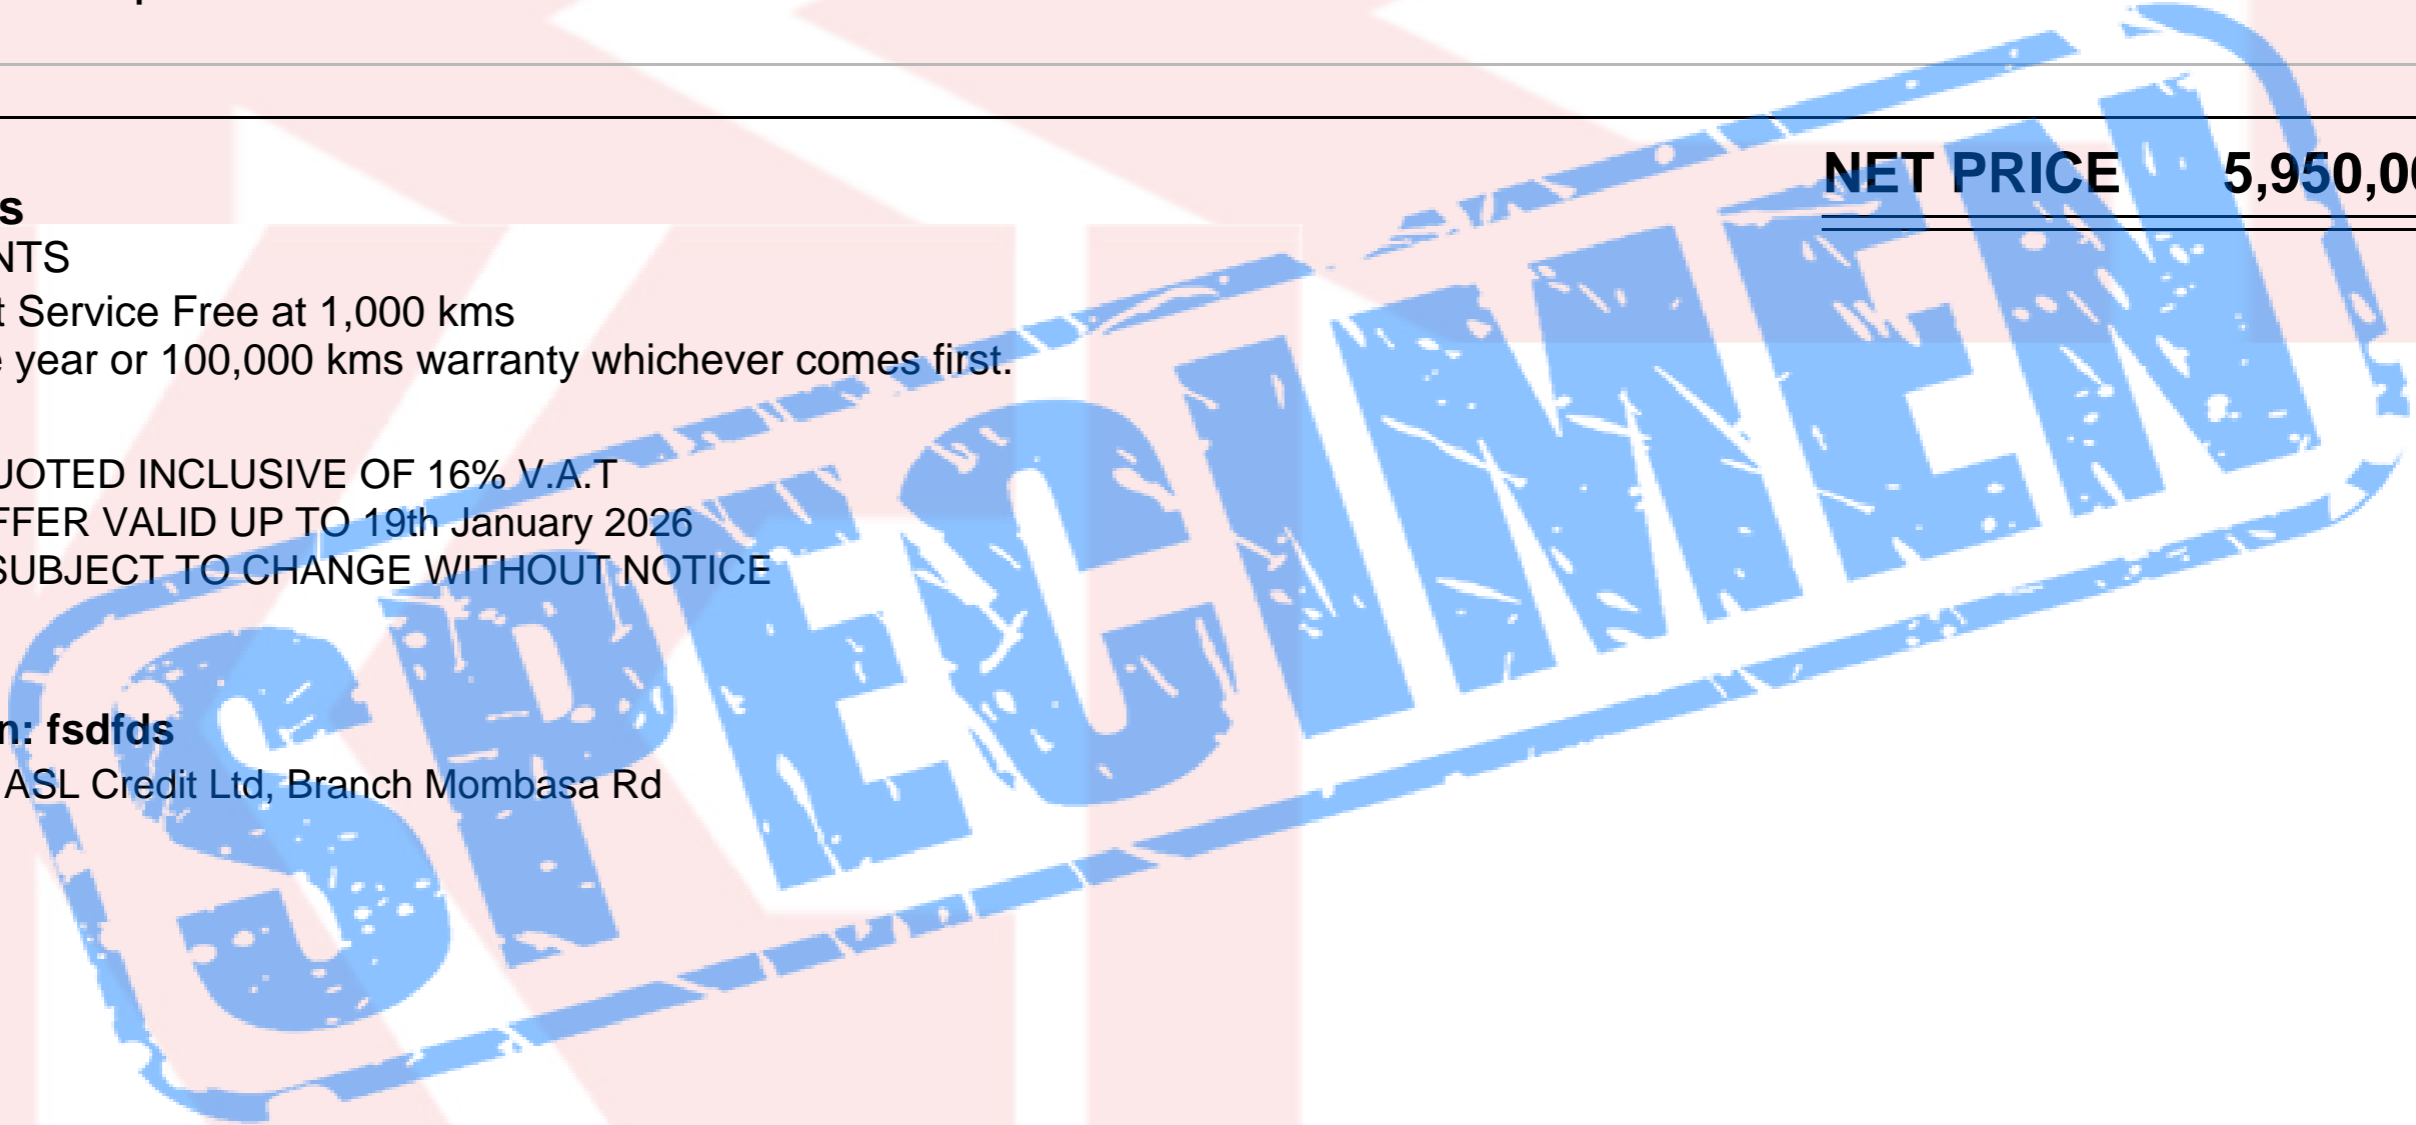 NET PRICE 5,950,00
s
NTS
t Service Free at 1,000 kms
e year or 100,000 kms warranty whichever comes first.
UOTED INCLUSIVE OF 16% V.A.T
FFER VALID UP TO 19th January 2026
SUBJECT TO CHANGE WITHOUT NOTICE
n: fsdfds
ASL Credit Ltd, Branch Mombasa Rd
SPECIMEN